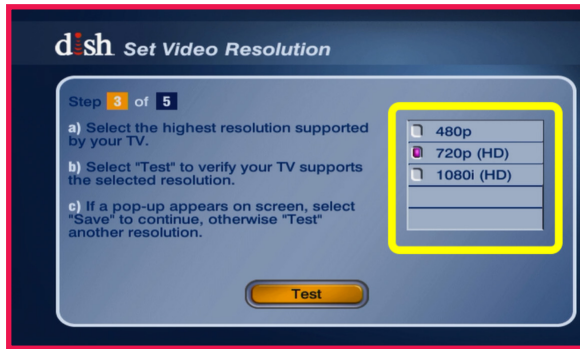 dish Set Video Resolution
Step 3 of 5
a) Select the highest resolution supported
by your TV.
b) Select "Test" to verify your TV supports
the selected resolution.
c) If a pop-up appears on screen, select
"Save" to continue, otherwise "Test"
another resolution.
480p
720p (HD)
1080i (HD)
Test